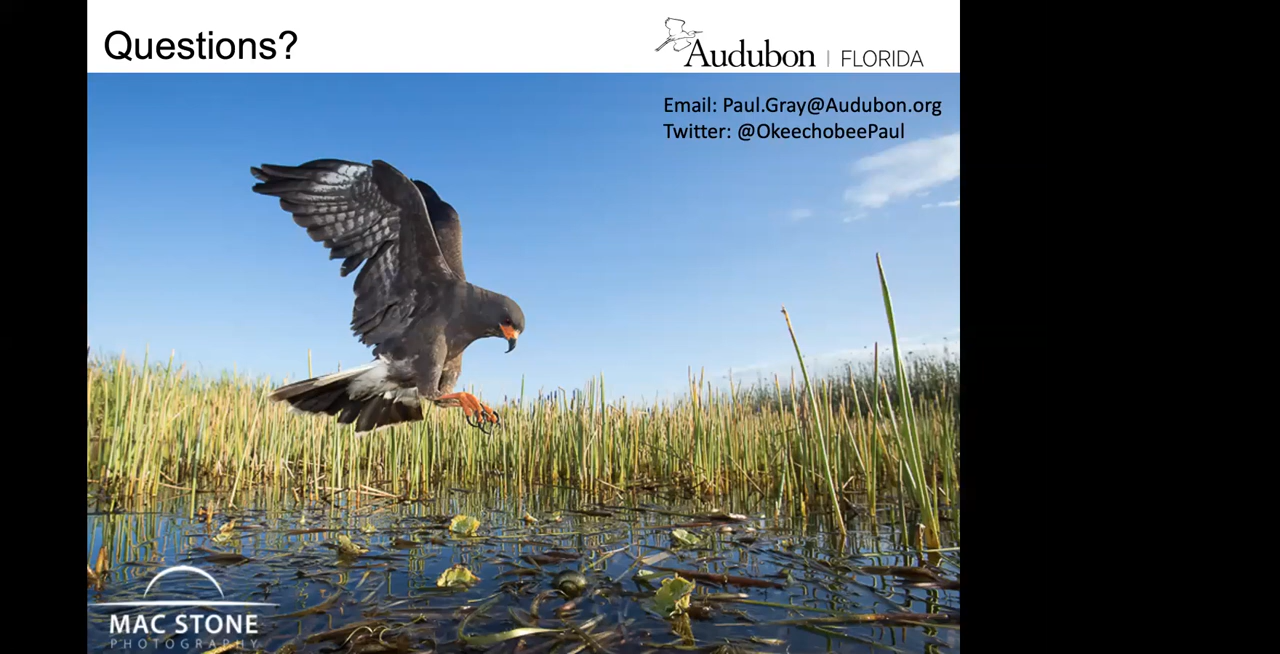 Questions?
Audubon | FLORIDA
Email: Paul.Gray@Audubon.org
Twitter: @OkeechobeePaul
MAC STONE
PHOTOGRAPHY